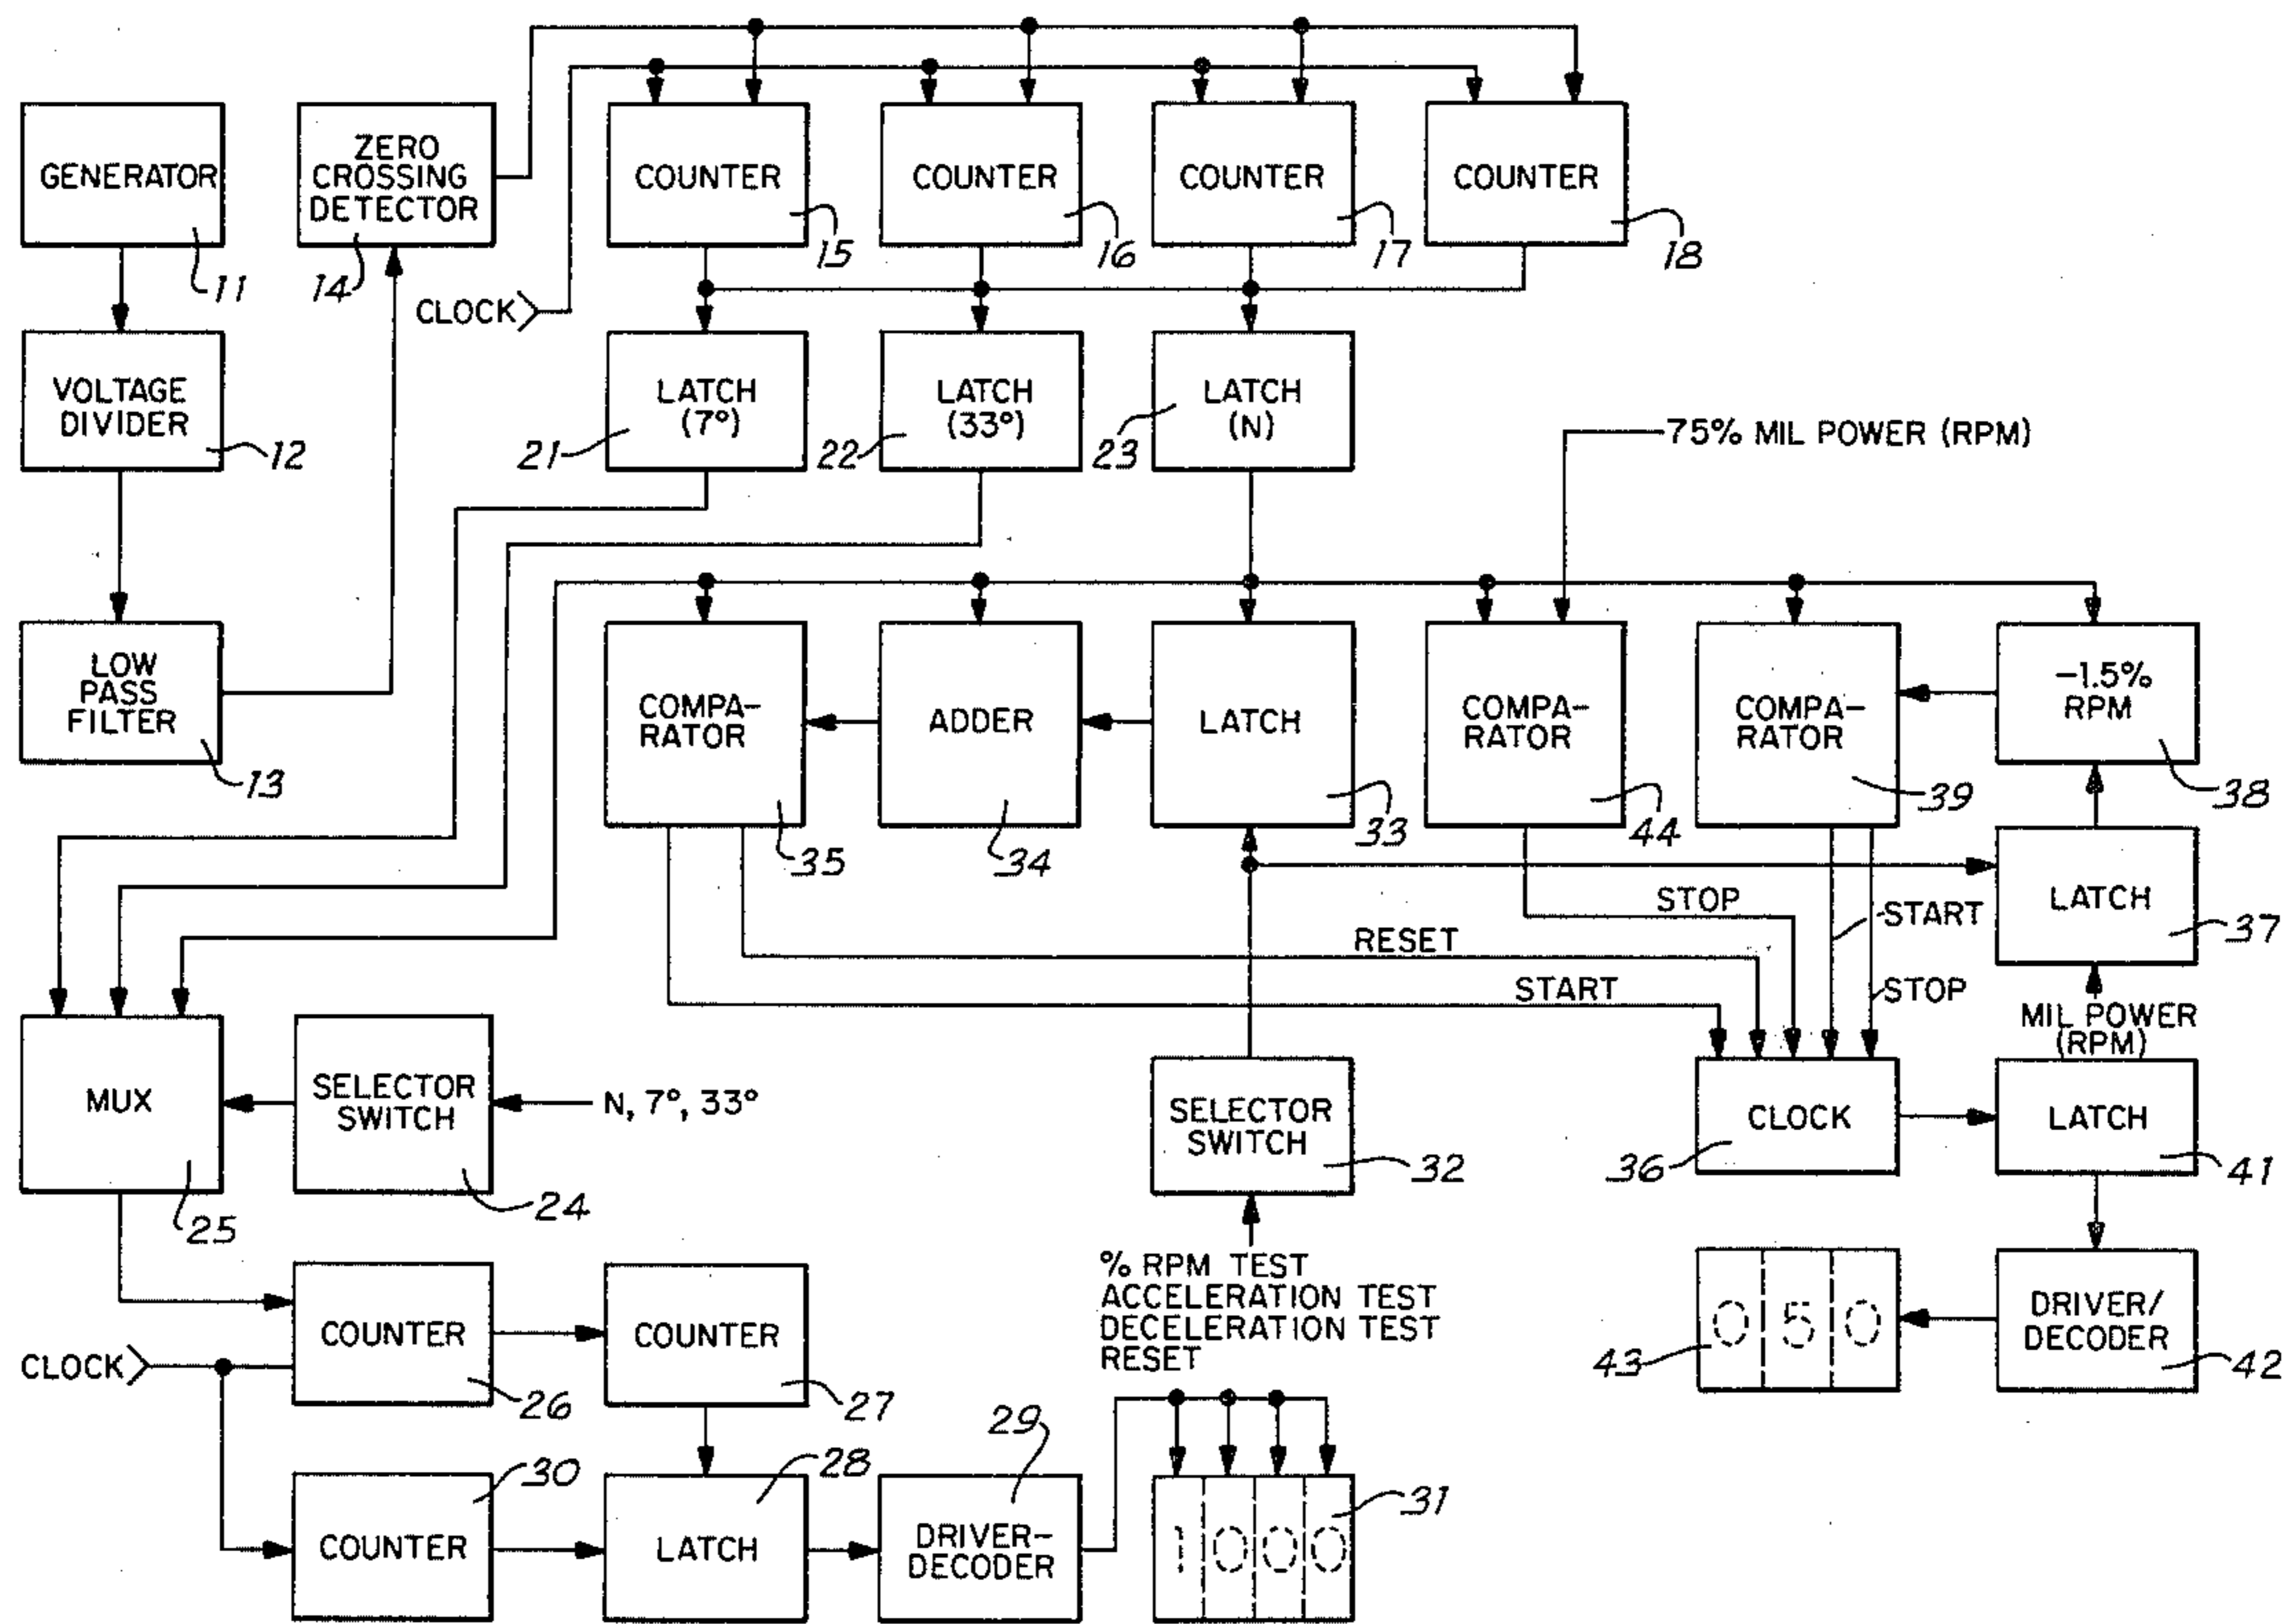 GENERATOR
11
ZERO
CROSSING
DETECTOR
14
COUNTER
15
COUNTER
16
COUNTER
17
COUNTER
18
CLOCK
VOLTAGE
DIVIDER
12
LATCH
(7°)
21
LATCH
(33°)
22
LATCH
(N)
23
75% MIL POWER (RPM)
LOW
PASS
FILTER
13
COMPA-
RATOR
35
ADDER
34
LATCH
33
COMPA-
RATOR
44
COMPA-
RATOR
39
-1.5%
RPM
38
LATCH
37
STOP
START
RESET
START
STOP
MIL POWER
(RPM)
MUX
25
SELECTOR
SWITCH
24
N, 7°, 33°
SELECTOR
SWITCH
32
CLOCK
36
LATCH
41
% RPM TEST
ACCELERATION TEST
DECELERATION TEST
RESET
COUNTER
26
COUNTER
27
CLOCK
050
43
DRIVER/
DECODER
42
COUNTER
30
LATCH
28
DRIVER-
DECODER
29
1000
31